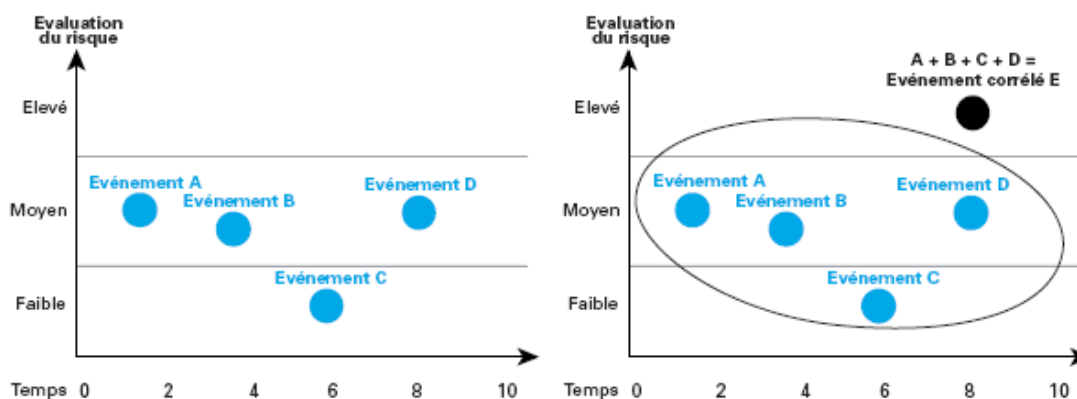 Evaluation
du risque
Elevé
Evénement A
Evénement B
Evénement D
Moyen
Evénement C
Faible
Temps 0 2 4 6 8 10
Evaluation
du risque
A + B + C + D =
Evénement corrélé E
Elevé
Evénement A
Evénement B
Evénement D
Moyen
Evénement C
Faible
Temps 0 2 4 6 8 10